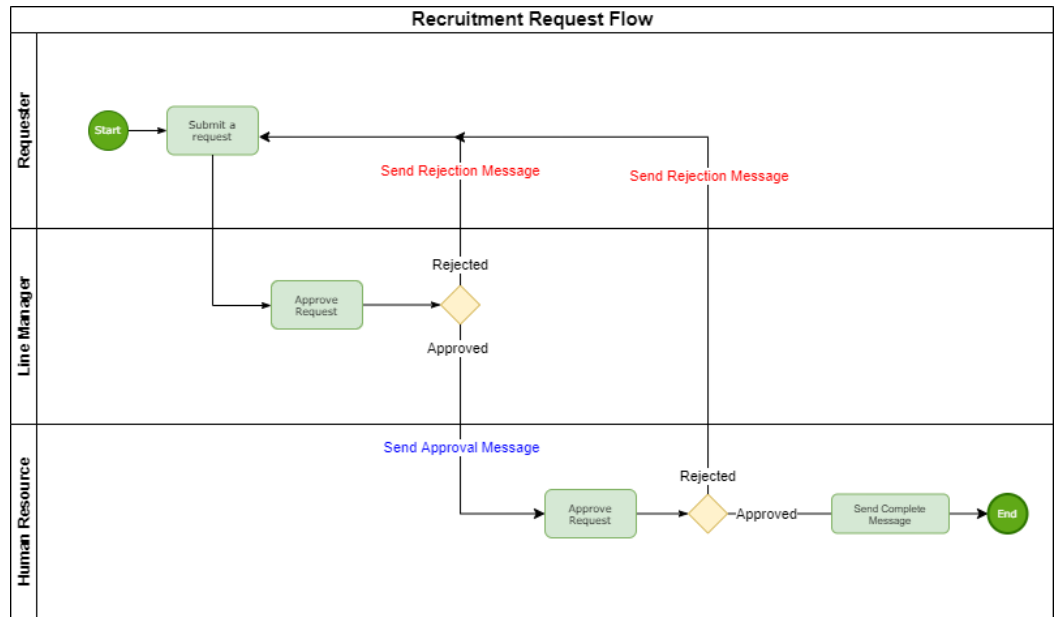 Recruitment Request Flow
Requester
Start
Submit a
request
Send Rejection Message
Send Rejection Message
Line Manager
Rejected
Approve
Request
Approved
Human Resource
Send Approval Message
Rejected
Approve
Request
Approved
Send Complete
Message
End